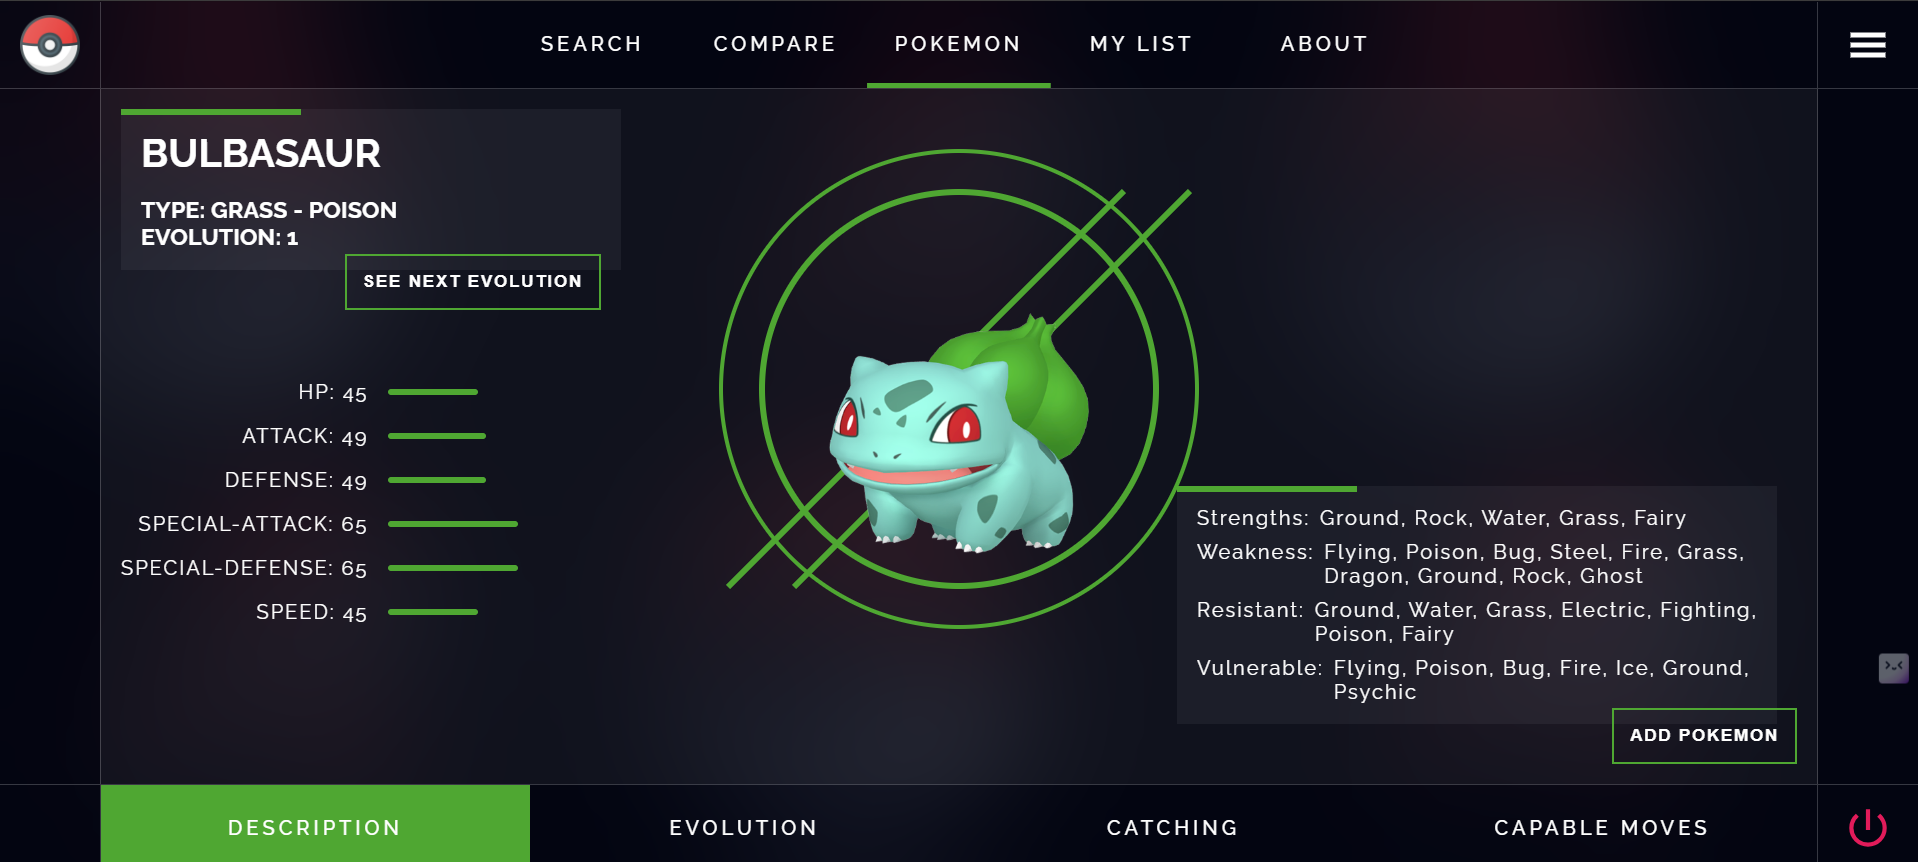 SEARCH COMPARE POKEMON MY LIST ABOUT
BULBASAUR
TYPE: GRASS - POISON
EVOLUTION: 1
SEE NEXT EVOLUTION
HP: 45
ATTACK: 49
DEFENSE: 49
SPECIAL-ATTACK: 65
SPECIAL-DEFENSE: 65
SPEED: 45
Strengths: Ground, Rock, Water, Grass, Fairy
Weakness: Flying, Poison, Bug, Steel, Fire, Grass,
Dragon, Ground, Rock, Ghost
Resistant: Ground, Water, Grass, Electric, Fighting,
Poison, Fairy
Vulnerable: Flying, Poison, Bug, Fire, Ice, Ground,
Psychic
ADD POKEMON
DESCRIPTION EVOLUTION CATCHING CAPABLE MOVES